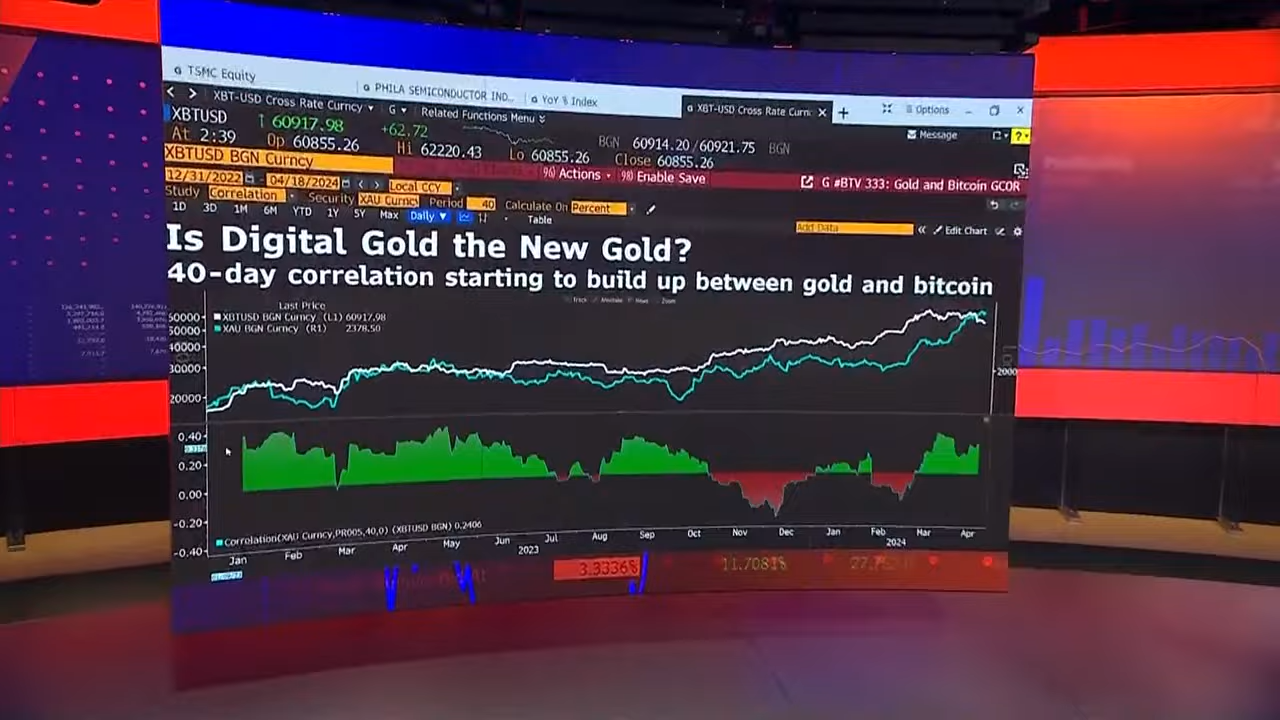 TSMC Equity
PHILA SEMICONDUCTOR IND...
YoY % Index
XBT-USD Cross Rate Curn
Options
XBT-USD Cross Rate Curncy
G
Related Functions Menu
Message
XBTUSD
↑ 60917.98
+62.72
BGN
60914.20/60921.75
BGN
At 2:39
Op 60855.26
Hi 62220.43
Lo 60855.26
Close 60855.26
XBTUSD BGN Curncy
96) Actions
98) Enable Save
G #BTV 333: Gold and Bitcoin GCOR
12/31/2022 - 04/18/2024
Local CCY
Study Correlation
Security XAU Curncy
Period 40
Calculate On Percent
1D 3D 1M 6M YTD 1Y 5Y Max Daily ▼
Table
Add Data
« Edit Chart
Is Digital Gold the New Gold?
40-day correlation starting to build up between gold and bitcoin
Track
News
Zoom
Last Price
XBTUSD BGN Curncy (L1) 60917.98
XAU BGN Curncy (R1) 2378.50
60000
50000
40000
30000
20000
2000
0.40
0.20
0.00
-0.20
-0.40
Correlation(XAU Curncy,PR005,40,0) (XBTUSD BGN) 0.2406
Jan Feb Mar Apr May Jun Jul Aug Sep Oct Nov Dec Jan Feb Mar Apr
2023
2024
3.3336%
11.7081%